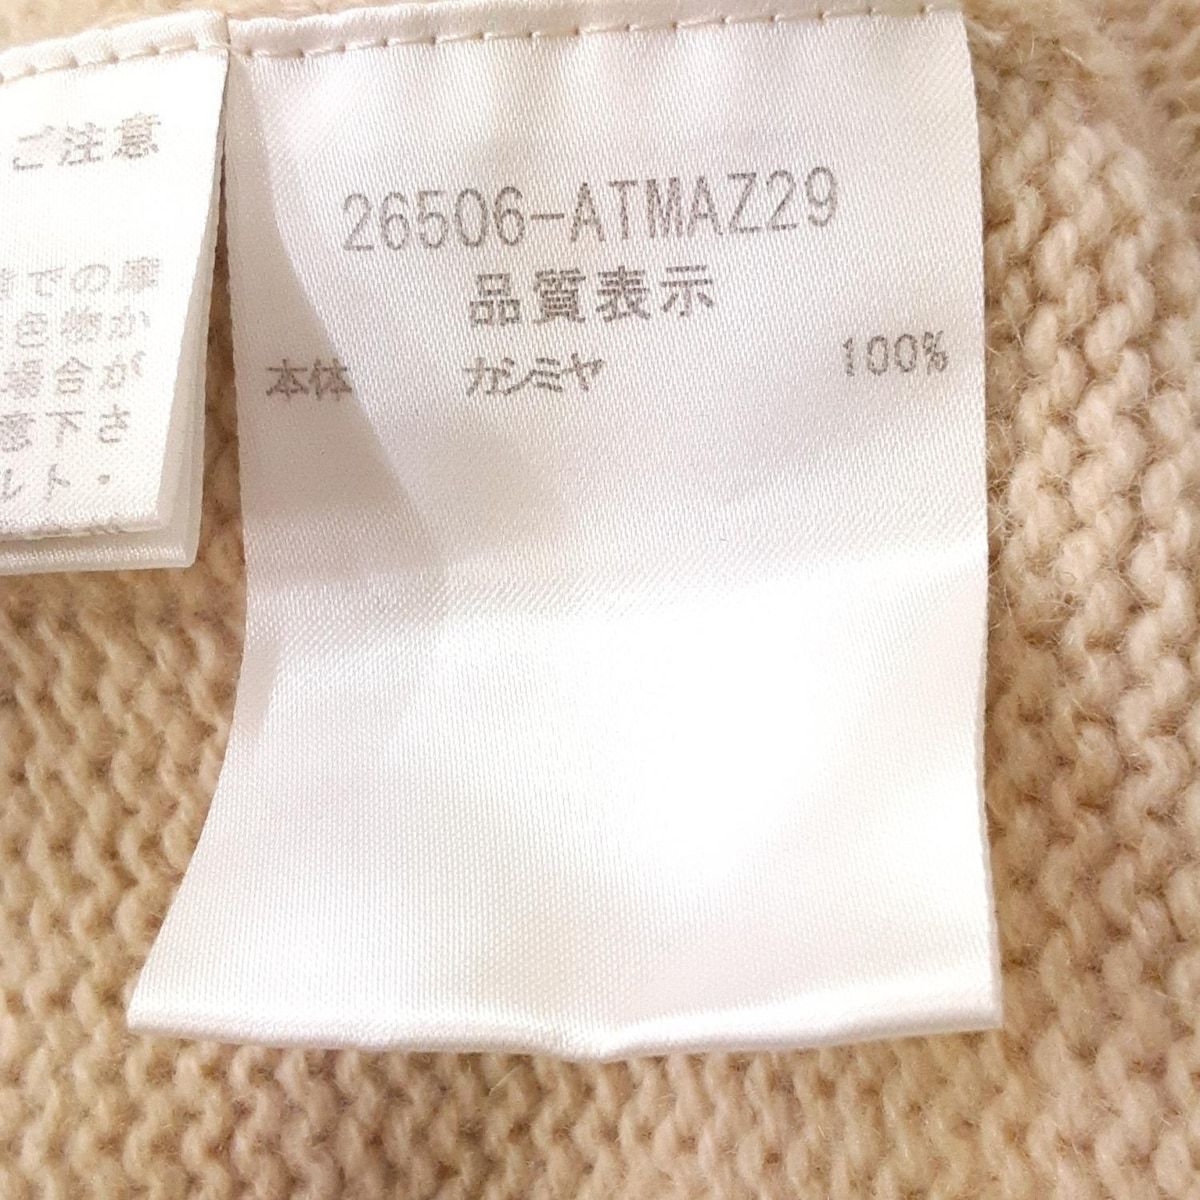 ご注意
での摩
色物か
場合が
意下さ
ルト・
26506-ATMAZ29
品質表示
本体 カシミヤ 100%